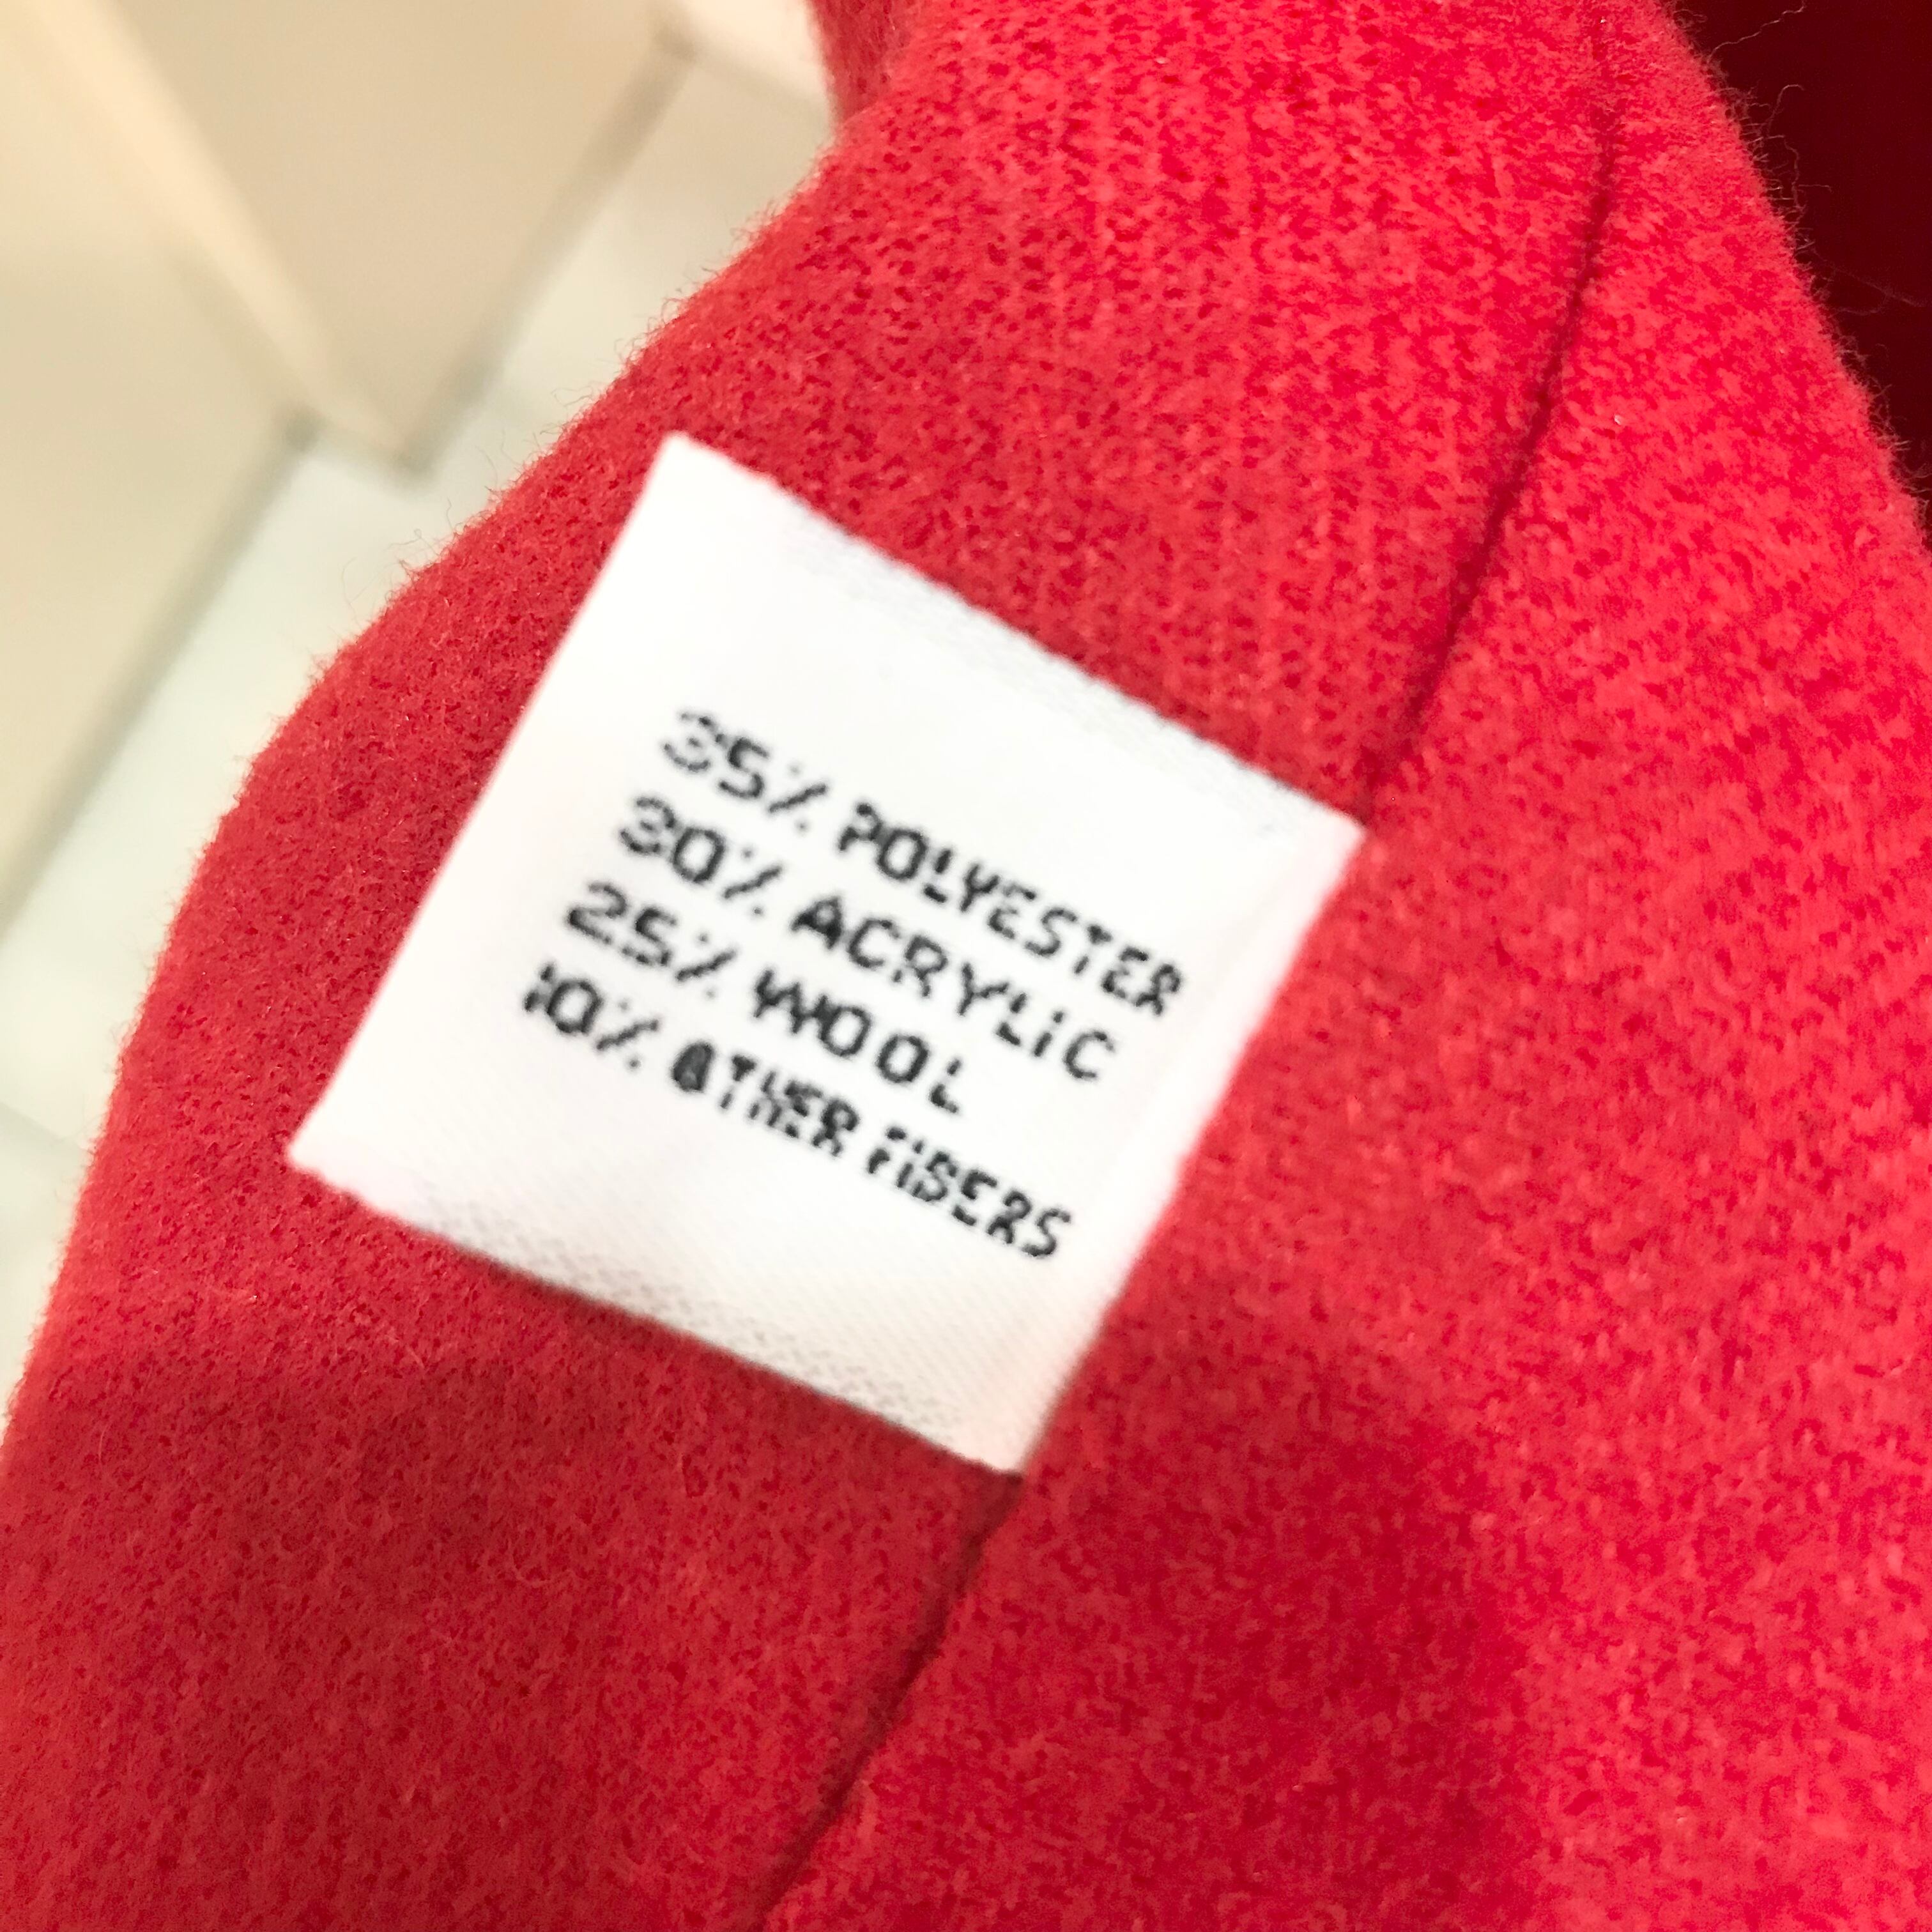 35% POLYESTER
30% ACRYLIC
25% WOOL
10% OTHER FIBERS